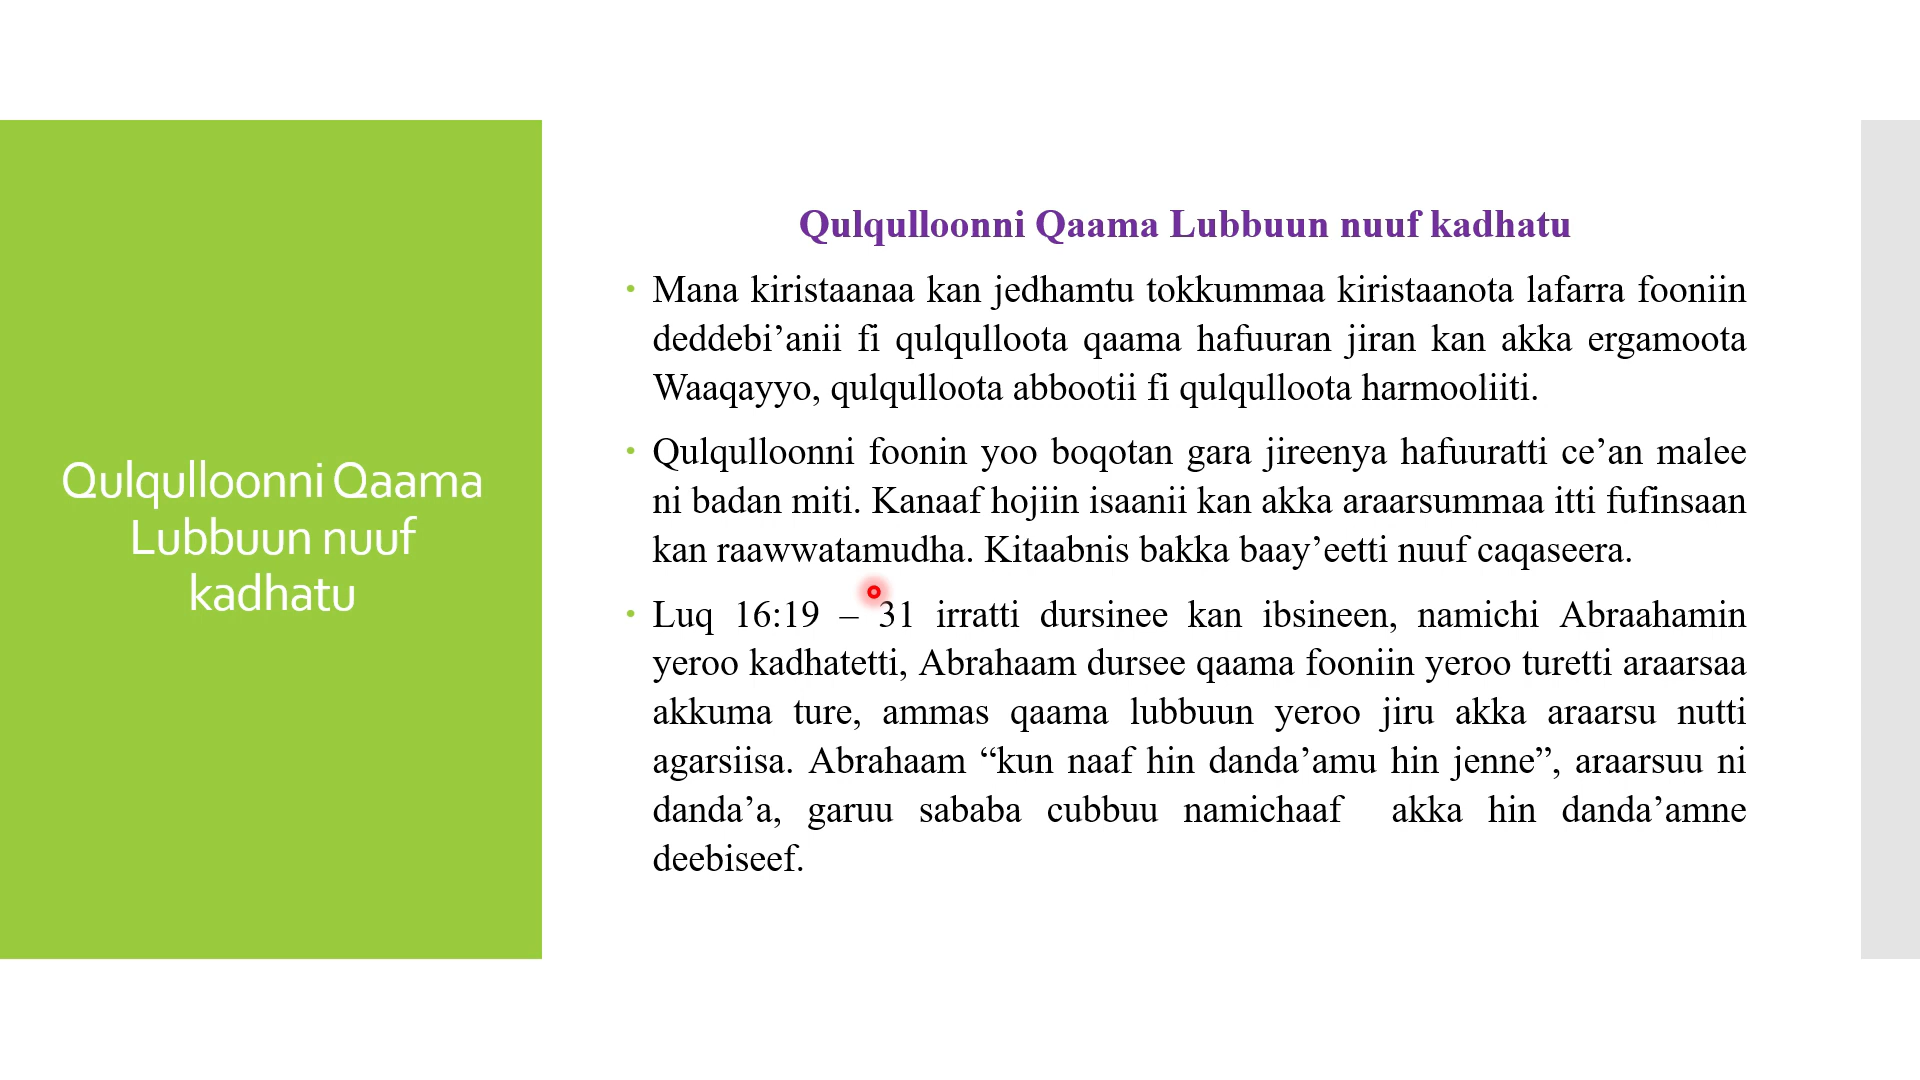 Qulqulloonni Qaama
Lubbuun nuuf
kadhatu
Qulqulloonni Qaama Lubbuun nuuf kadhatu
• Mana kiristaanaa kan jedhamtu tokkummaa kiristaanota lafarra fooniin
deddebi’anii fi qulqulloota qaama hafuuran jiran kan akka ergamoota
Waaqayyo, qulqulloota abbootii fi qulqulloota harmooliiti.
• Qulqulloonni foonin yoo boqotan gara jireenya hafuuratti ce’an malee
ni badan miti. Kanaaf hojiin isaanii kan akka araarsummaa itti fufinsaan
kan raawwatamudha. Kitaabnis bakka baay’eetti nuuf caqaseera.
• Luq 16:19 – 31 irratti dursinee kan ibsineen, namichi Abraahamin
yeroo kadhatetti, Abrahaam dursee qaama fooniin yeroo turetti araarsaa
akkuma ture, ammas qaama lubbuun yeroo jiru akka araarsu nutti
agarsiisa. Abrahaam “kun naaf hin danda’amu hin jenne”, araarsuu ni
danda’a, garuu sababa cubbuu namichaaf akka hin danda’amne
deebiseef.